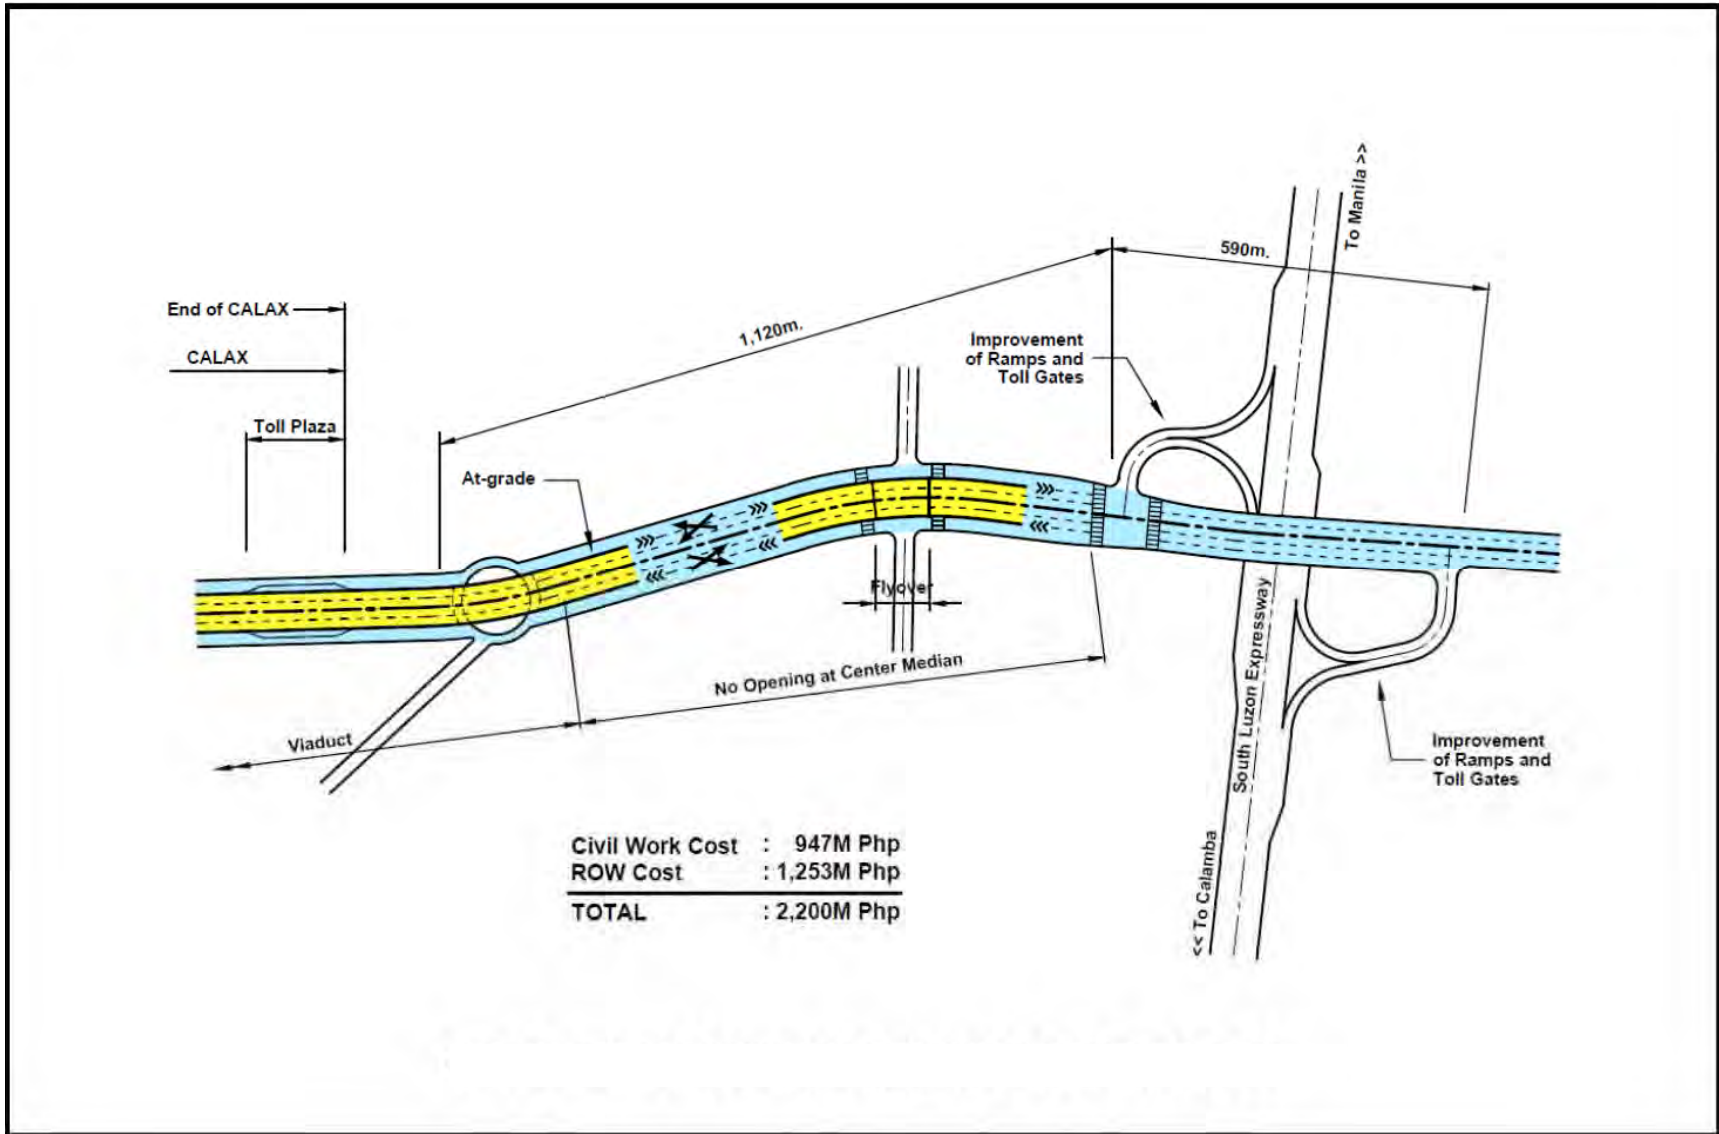 To Manila >>
590m.
End of CALAX
1,120m.
Improvement
of Ramps and
Toll Gates
CALAX
Toll Plaza
At-grade
Flyover
No Opening at Center Median
South Luzon Expressway
Viaduct
Improvement
of Ramps and
Toll Gates
<< To Calamba
Civil Work Cost : 947M Php
ROW Cost : 1,253M Php
TOTAL : 2,200M Php